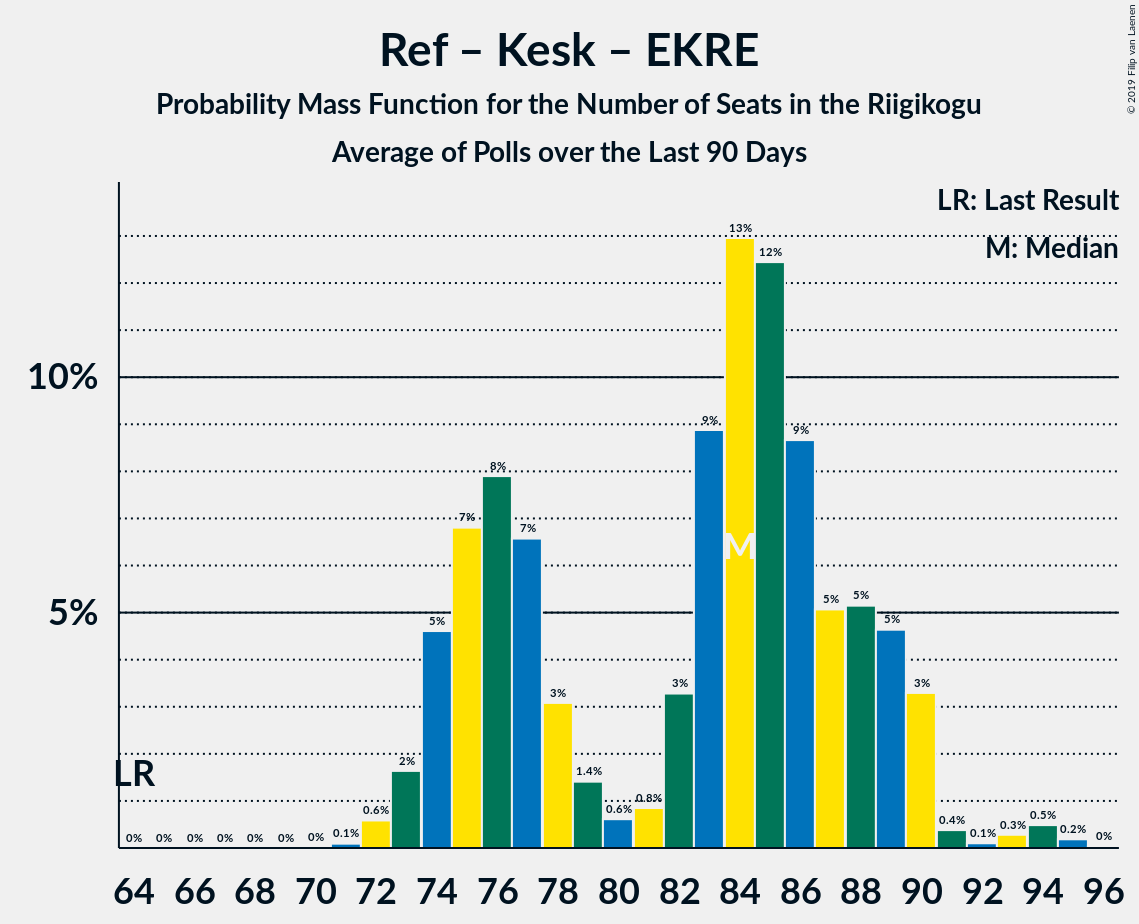 Ref – Kesk – EKRE
Probability Mass Function for the Number of Seats in the Riigikogu
Average of Polls over the Last 90 Days
© 2019 Filip van Laenen
LR: Last Result
M: Median
10%
5%
LR
M
0% 0% 0% 0% 0% 0% 0% 0.1% 0.6% 2% 5% 7% 8% 7% 3% 1.4% 0.6% 0.8% 3% 9% 13% 12% 9% 5% 5% 5% 3% 0.4% 0.1% 0.3% 0.5% 0.2% 0%
64 66 68 70 72 74 76 78 80 82 84 86 88 90 92 94 96